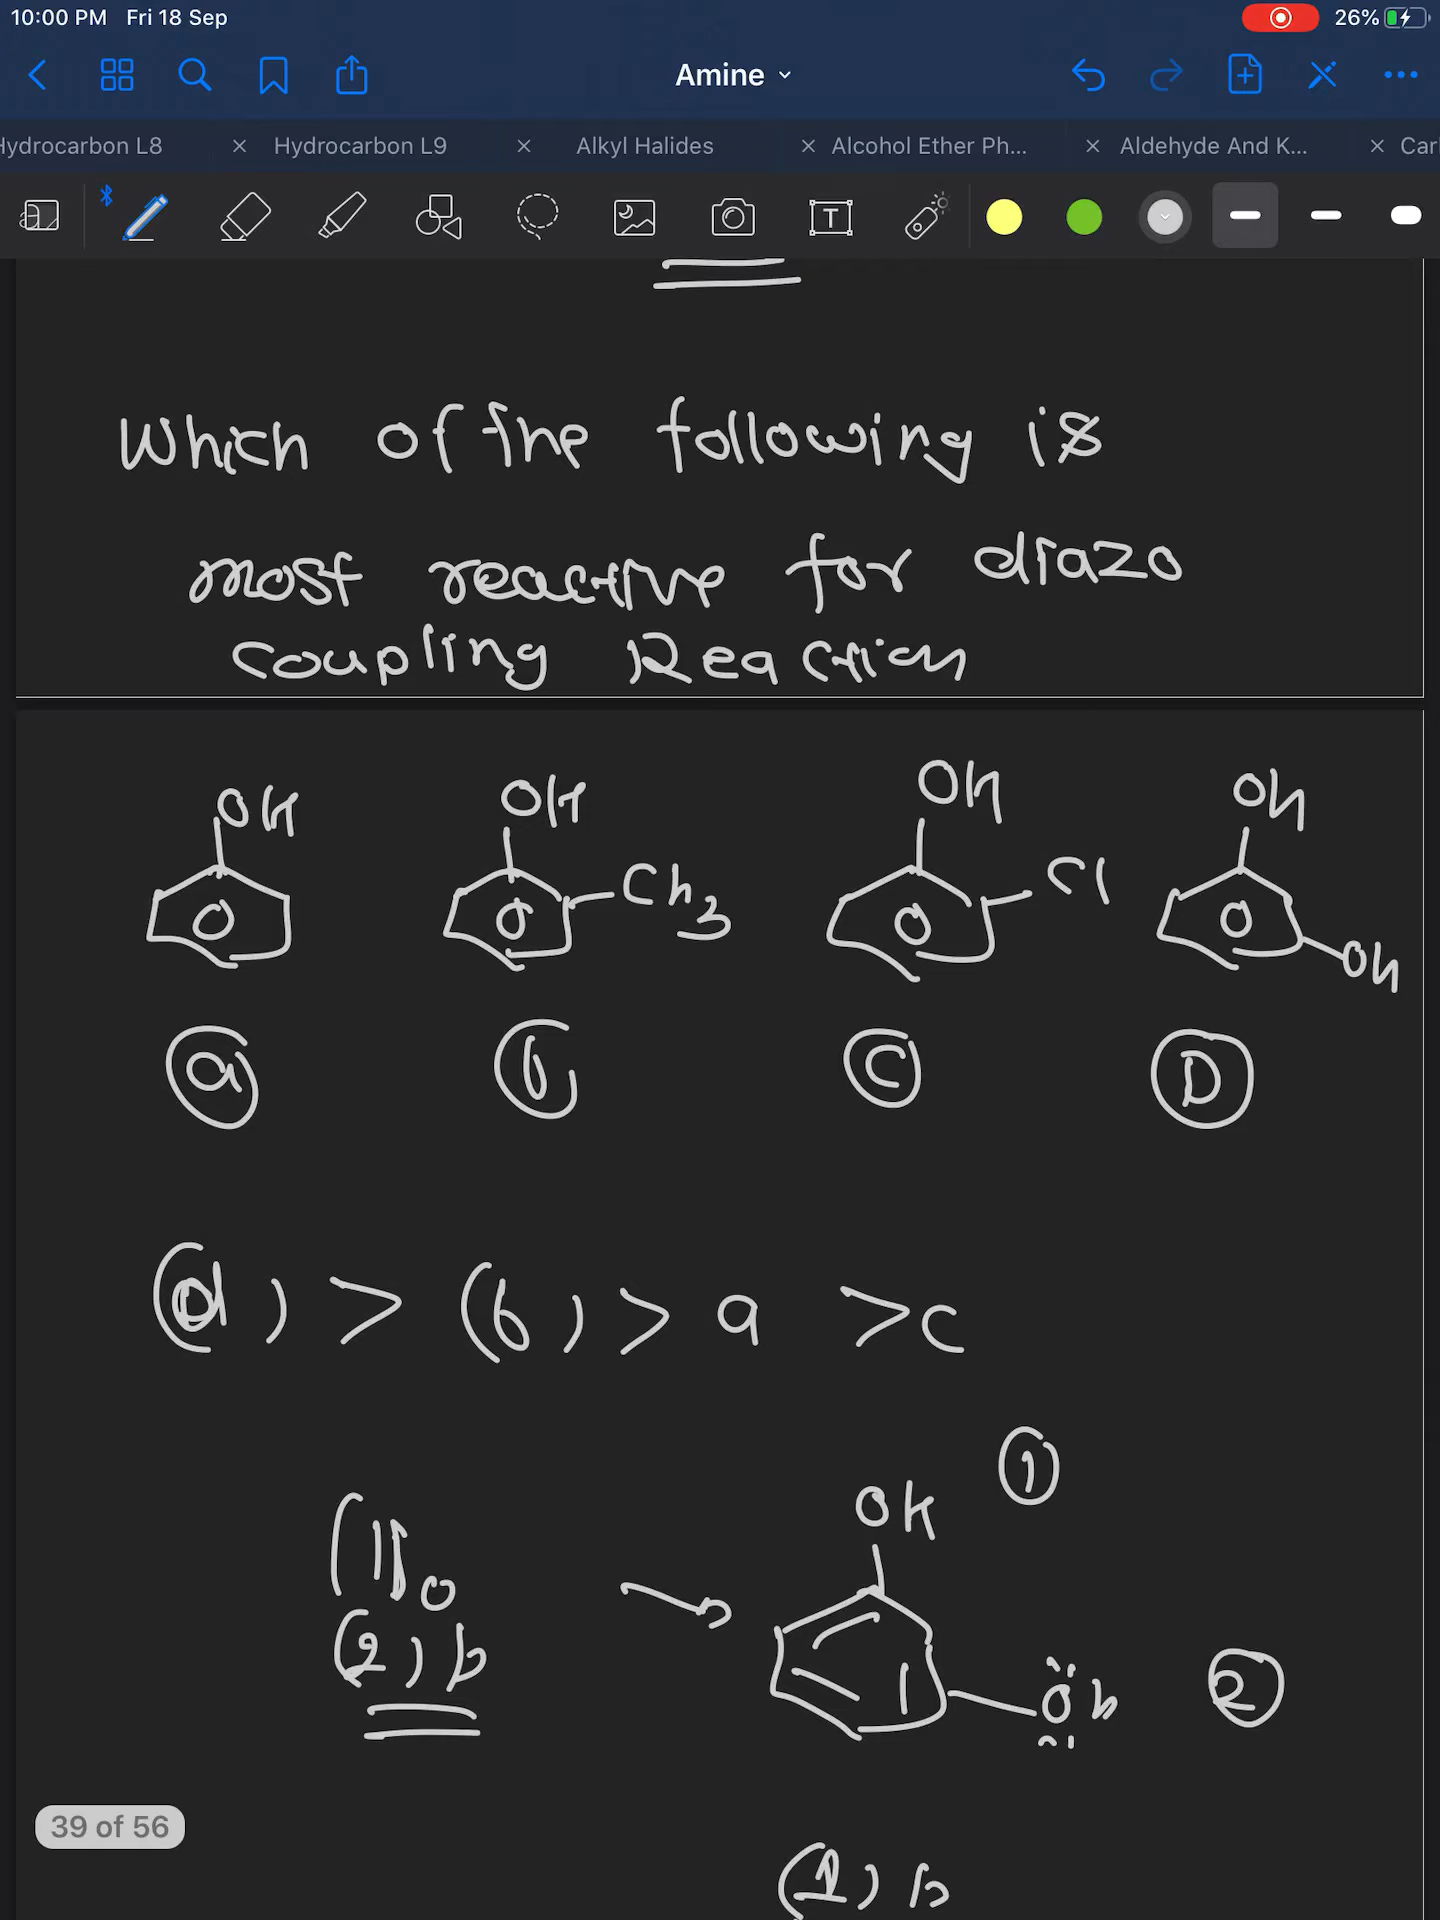 10:00 PM Fri 18 Sep 26%
Amine
Hydrocarbon L8 × Hydrocarbon L9 × Alkyl Halides × Alcohol Ether Ph... × Aldehyde And K... × Car
T
Which of the following is
most reactive for diazo
coupling Reaction
OH OH OH OH
CH3 Cl OH
a b C D
(d) > (b) > a > c
1
OH
(2) b
OH 2
39 of 56
(1) b